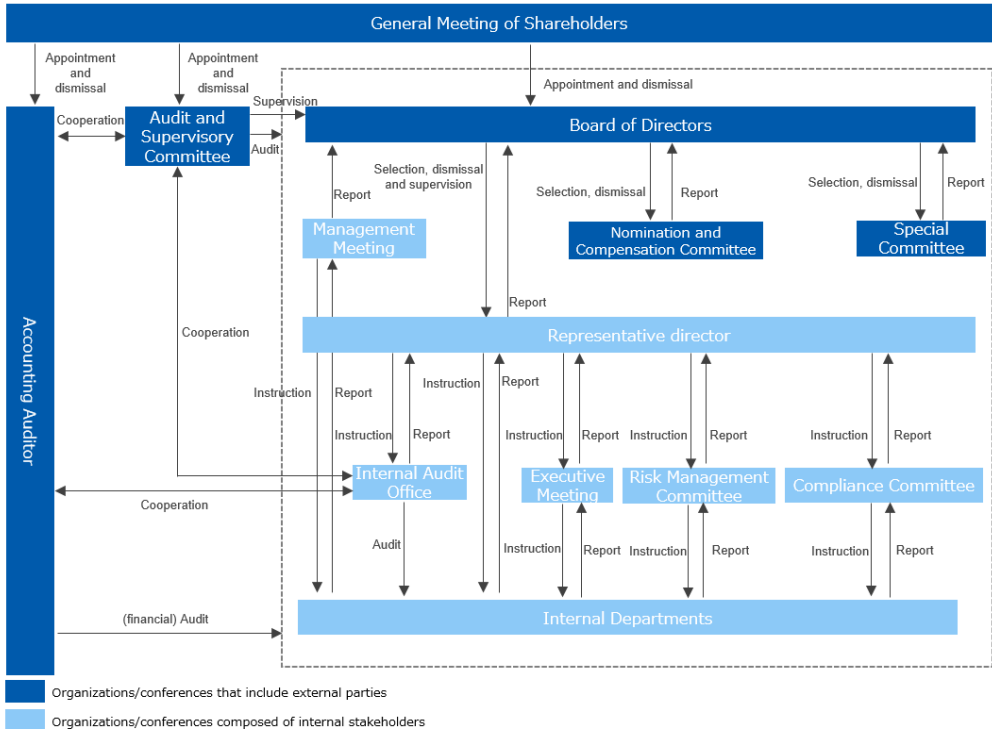 General Meeting of Shareholders
Appointment
and
dismissal
Appointment
and
dismissal
Appointment and dismissal
Cooperation
Audit and
Supervisory
Committee
Supervision
Audit
Board of Directors
Selection, dismissal
and supervision
Report
Selection, dismissal
Report
Selection, dismissal
Report
Management
Meeting
Nomination and
Compensation Committee
Special
Committee
Report
Accounting Auditor
Cooperation
Representative director
Instruction
Report
Instruction
Report
Instruction
Report
Instruction
Report
Instruction
Report
Instruction
Report
Internal Audit
Office
Executive
Meeting
Risk Management
Committee
Compliance Committee
Cooperation
Audit
Instruction
Report
Instruction
Report
Instruction
Report
(financial) Audit
Internal Departments
Organizations/conferences that include external parties
Organizations/conferences composed of internal stakeholders